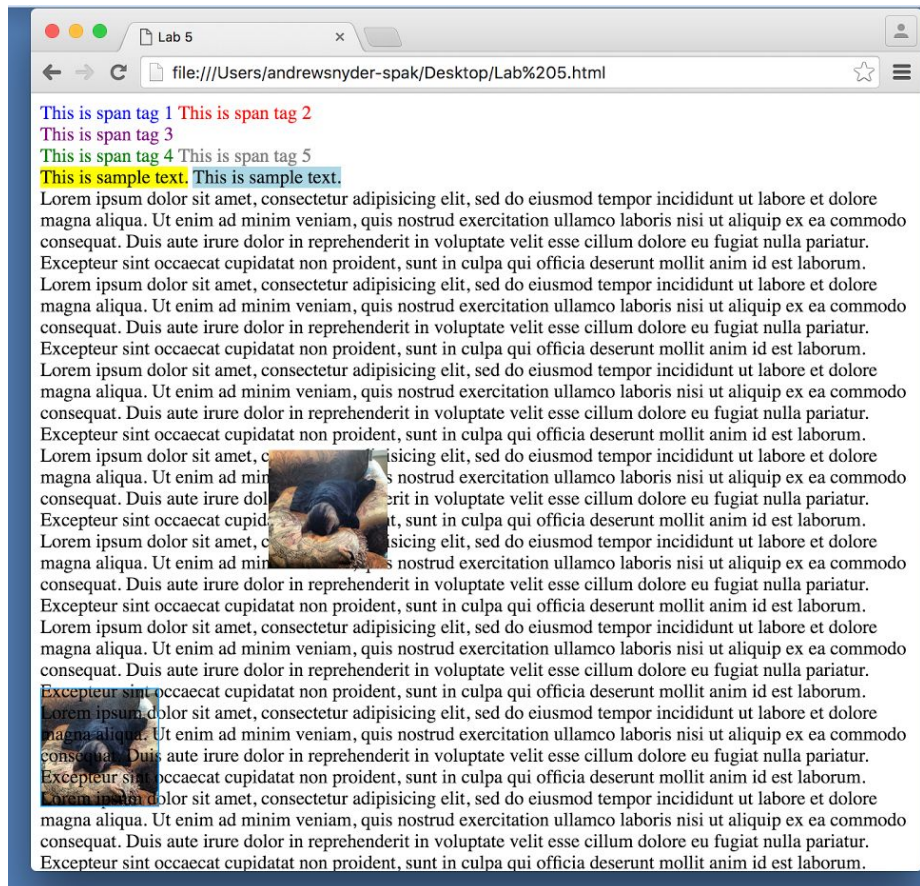 Lab 5
file:///Users/andrewsnyder-spak/Desktop/Lab%205.html
This is span tag 1 This is span tag 2
This is span tag 3
This is span tag 4 This is span tag 5
This is sample text. This is sample text.
Lorem ipsum dolor sit amet, consectetur adipisicing elit, sed do eiusmod tempor incididunt ut labore et dolore
magna aliqua. Ut enim ad minim veniam, quis nostrud exercitation ullamco laboris nisi ut aliquip ex ea commodo
consequat. Duis aute irure dolor in reprehenderit in voluptate velit esse cillum dolore eu fugiat nulla pariatur.
Excepteur sint occaecat cupidatat non proident, sunt in culpa qui officia deserunt mollit anim id est laborum.
Lorem ipsum dolor sit amet, consectetur adipisicing elit, sed do eiusmod tempor incididunt ut labore et dolore
magna aliqua. Ut enim ad minim veniam, quis nostrud exercitation ullamco laboris nisi ut aliquip ex ea commodo
consequat. Duis aute irure dolor in reprehenderit in voluptate velit esse cillum dolore eu fugiat nulla pariatur.
Excepteur sint occaecat cupidatat non proident, sunt in culpa qui officia deserunt mollit anim id est laborum.
Lorem ipsum dolor sit amet, consectetur adipisicing elit, sed do eiusmod tempor incididunt ut labore et dolore
magna aliqua. Ut enim ad minim veniam, quis nostrud exercitation ullamco laboris nisi ut aliquip ex ea commodo
consequat. Duis aute irure dolor in reprehenderit in voluptate velit esse cillum dolore eu fugiat nulla pariatur.
Excepteur sint occaecat cupidatat non proident, sunt in culpa qui officia deserunt mollit anim id est laborum.
Lorem ipsum dolor sit amet, c isicing elit, sed do eiusmod tempor incididunt ut labore et dolore
magna aliqua. Ut enim ad min s nostrud exercitation ullamco laboris nisi ut aliquip ex ea commodo
consequat. Duis aute irure dol erit in voluptate velit esse cillum dolore eu fugiat nulla pariatur.
Excepteur sint occaecat cupid t, sunt in culpa qui officia deserunt mollit anim id est laborum.
Lorem ipsum dolor sit amet, c isicing elit, sed do eiusmod tempor incididunt ut labore et dolore
magna aliqua. Ut enim ad min s nostrud exercitation ullamco laboris nisi ut aliquip ex ea commodo
consequat. Duis aute irure dolor in reprehenderit in voluptate velit esse cillum dolore eu fugiat nulla pariatur.
Excepteur sint occaecat cupidatat non proident, sunt in culpa qui officia deserunt mollit anim id est laborum.
Lorem ipsum dolor sit amet, consectetur adipisicing elit, sed do eiusmod tempor incididunt ut labore et dolore
magna aliqua. Ut enim ad minim veniam, quis nostrud exercitation ullamco laboris nisi ut aliquip ex ea commodo
consequat. Duis aute irure dolor in reprehenderit in voluptate velit esse cillum dolore eu fugiat nulla pariatur.
Excepteur sint occaecat cupidatat non proident, sunt in culpa qui officia deserunt mollit anim id est laborum.
Lorem ipsum dolor sit amet, consectetur adipisicing elit, sed do eiusmod tempor incididunt ut labore et dolore
magna aliqua. Ut enim ad minim veniam, quis nostrud exercitation ullamco laboris nisi ut aliquip ex ea commodo
consequat. Duis aute irure dolor in reprehenderit in voluptate velit esse cillum dolore eu fugiat nulla pariatur.
Excepteur sint occaecat cupidatat non proident, sunt in culpa qui officia deserunt mollit anim id est laborum.
Lorem ipsum dolor sit amet, consectetur adipisicing elit, sed do eiusmod tempor incididunt ut labore et dolore
magna aliqua. Ut enim ad minim veniam, quis nostrud exercitation ullamco laboris nisi ut aliquip ex ea commodo
consequat. Duis aute irure dolor in reprehenderit in voluptate velit esse cillum dolore eu fugiat nulla pariatur.
Excepteur sint occaecat cupidatat non proident, sunt in culpa qui officia deserunt mollit anim id est laborum.